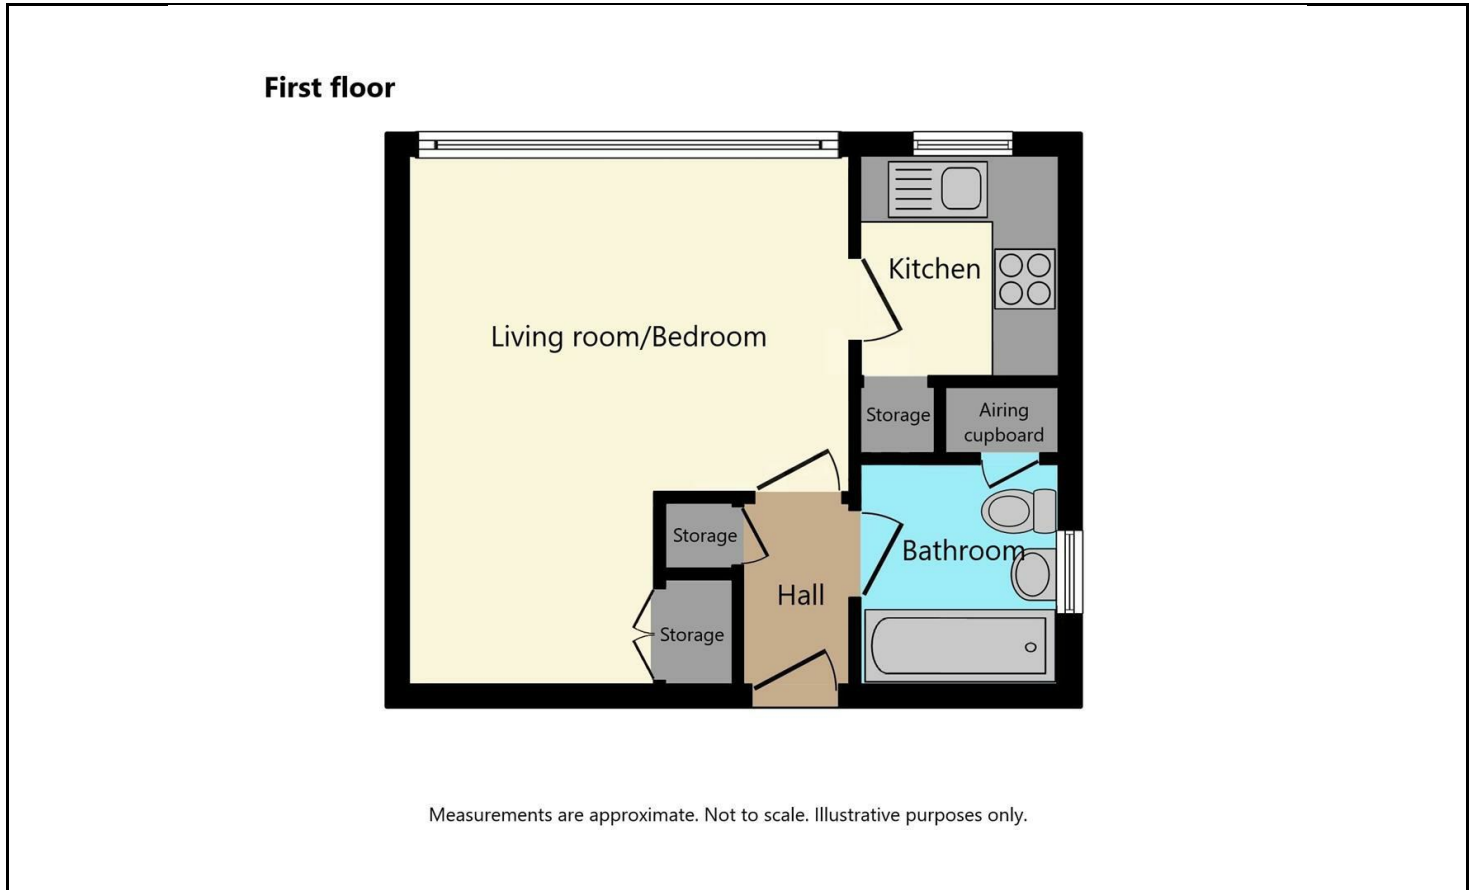 First floor
Kitchen
Living room/Bedroom
Storage
Airing
cupboard
Storage
Bathroom
Hall
Storage
Measurements are approximate. Not to scale. Illustrative purposes only.